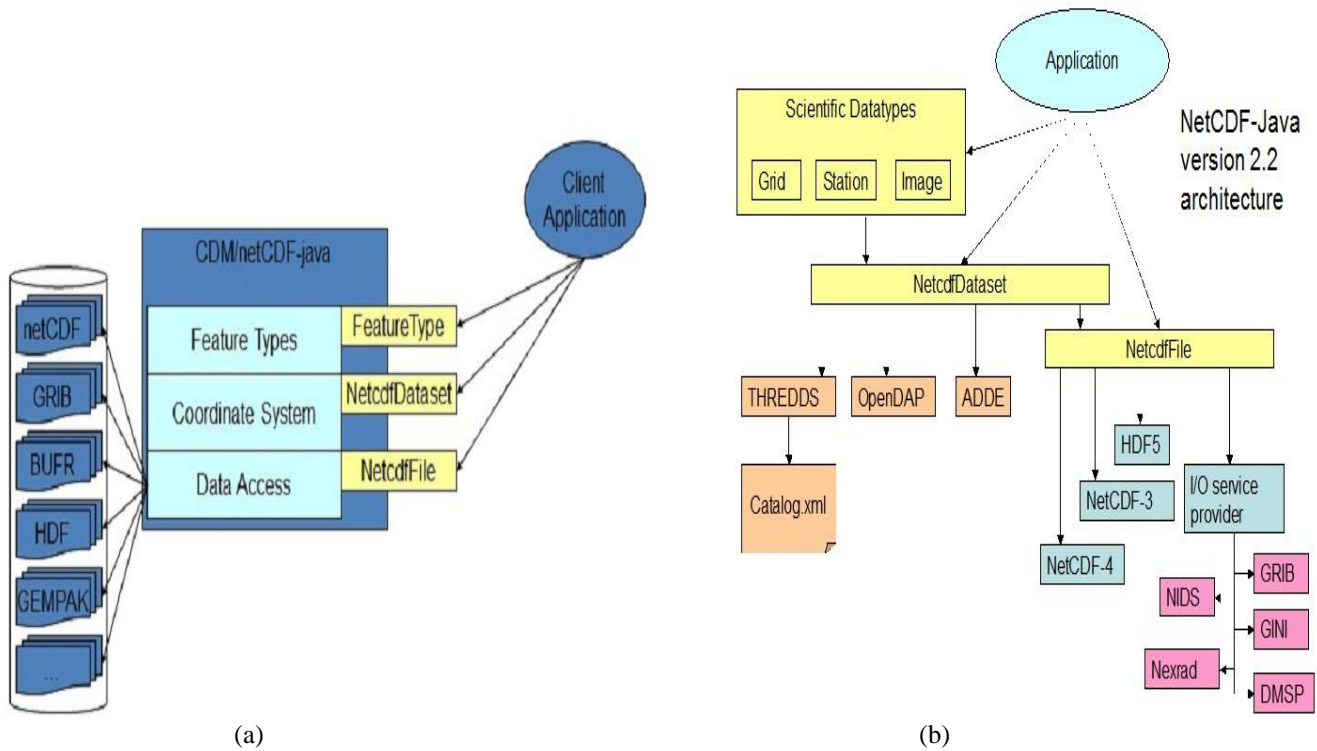 Client
Application
CDM/netCDF-java
Feature Types
FeatureType
Coordinate System
NetcdfDataset
Data Access
NetcdfFile
netCDF
GRIB
BUFR
HDF
GEMPAK
...
(a)
Application
Scientific Datatypes
Grid
Station
Image
NetCDF-Java
version 2.2
architecture
NetcdfDataset
NetcdfFile
THREDDS
OpenDAP
ADDE
Catalog.xml
HDF5
NetCDF-3
NetCDF-4
I/O service
provider
GRIB
NIDS
GINI
Nexrad
DMSP
(b)